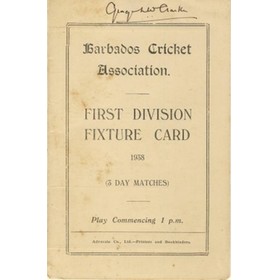 Barbados Cricket
Association.
FIRST DIVISION
FIXTURE CARD
1938
(3 DAY MATCHES)
Play Commencing 1 p.m.
Advocate Co., Ltd.—Printers and Bookbinders.